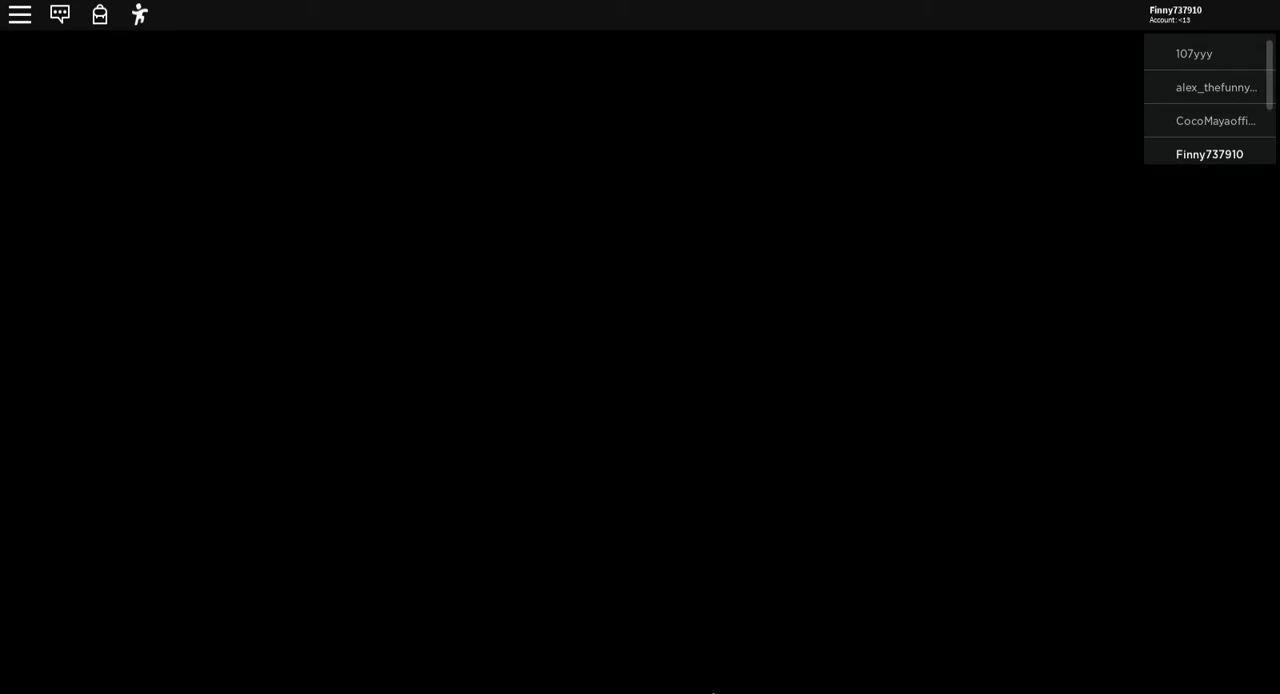 Finny737910
Account: <13
107yyy
alex_thefunny...
CocoMayaoffi...
Finny737910